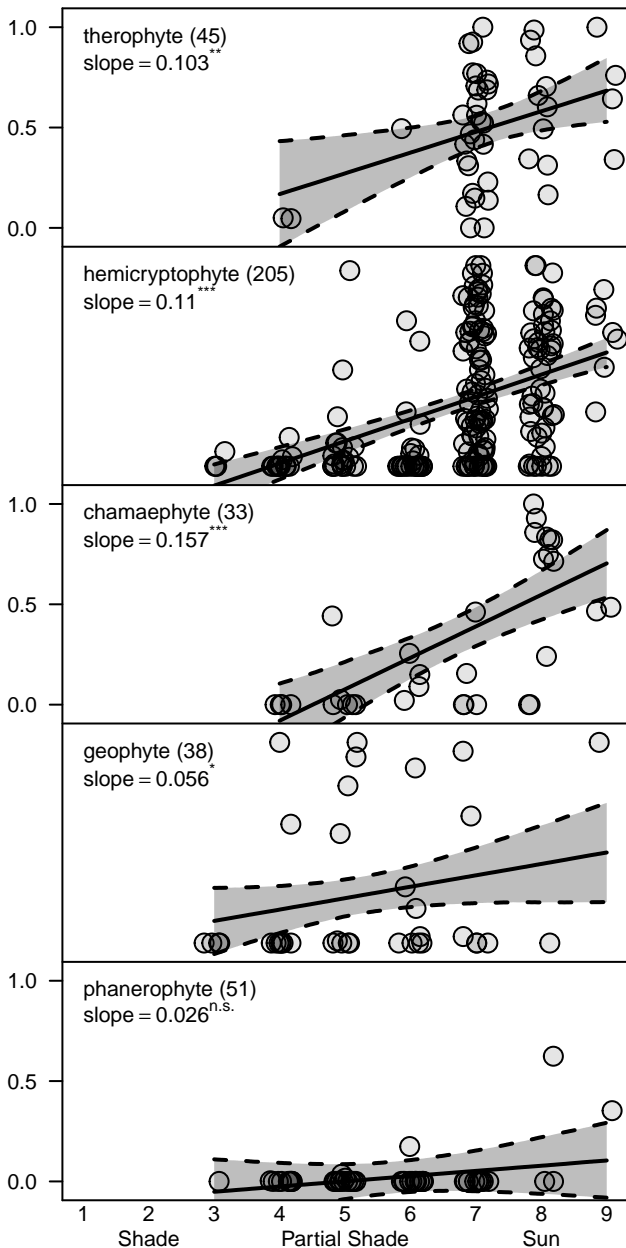 1.0
0.5
0.0
therophyte (45)
slope = 0.103**
hemicryptophyte (205)
slope = 0.11***
1.0
0.5
0.0
chamaephyte (33)
slope = 0.157***
geophyte (38)
slope = 0.056*
1.0
0.5
0.0
phanerophyte (51)
slope = 0.026n.s.
1 2 3 4 5 6 7 8 9
Shade Partial Shade Sun